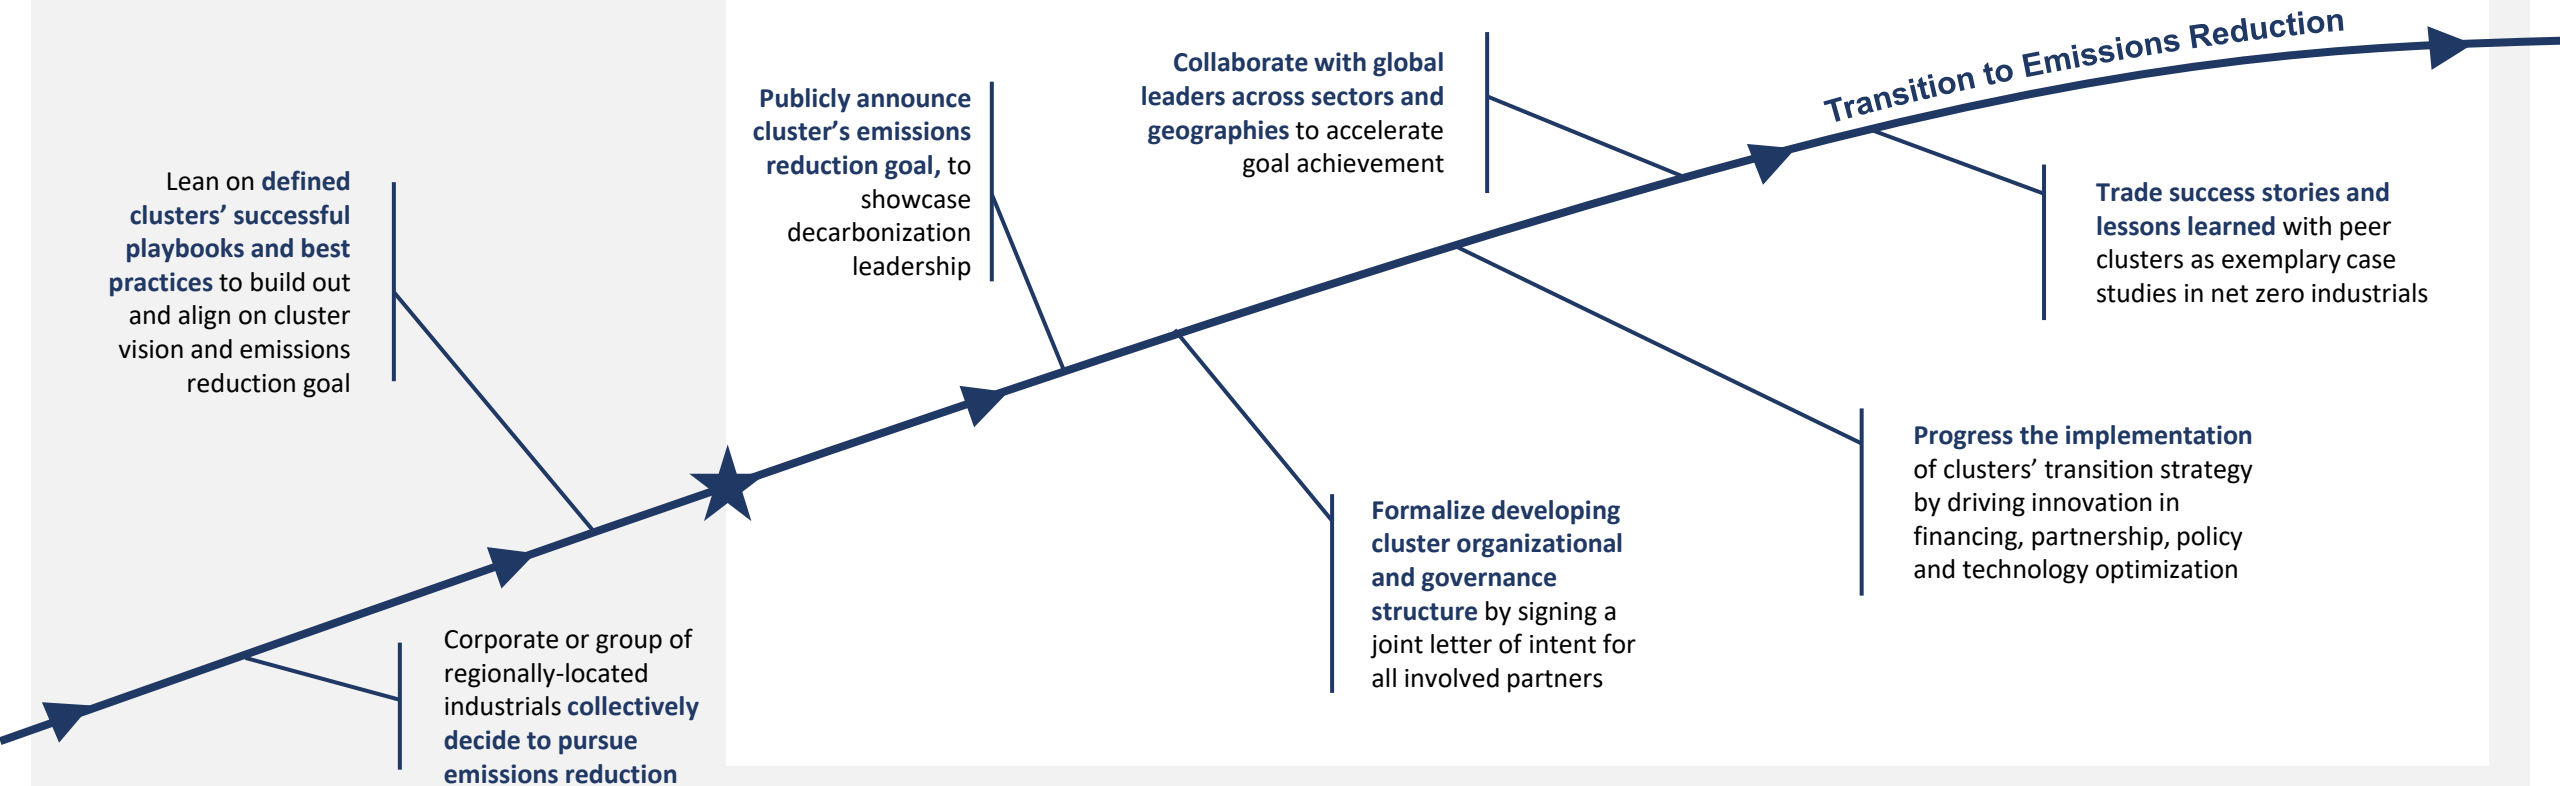 Transition to Emissions Reduction
Collaborate with global
leaders across sectors and
geographies to accelerate
goal achievement
Publicly announce
cluster’s emissions
reduction goal, to
showcase
decarbonization
leadership
Lean on defined
clusters’ successful
playbooks and best
practices to build out
and align on cluster
vision and emissions
reduction goal
Trade success stories and
lessons learned with peer
clusters as exemplary case
studies in net zero industrials
Progress the implementation
of clusters’ transition strategy
by driving innovation in
financing, partnership, policy
and technology optimization
Formalize developing
cluster organizational
and governance
structure by signing a
joint letter of intent for
all involved partners
Corporate or group of
regionally-located
industrials collectively
decide to pursue
emissions reduction